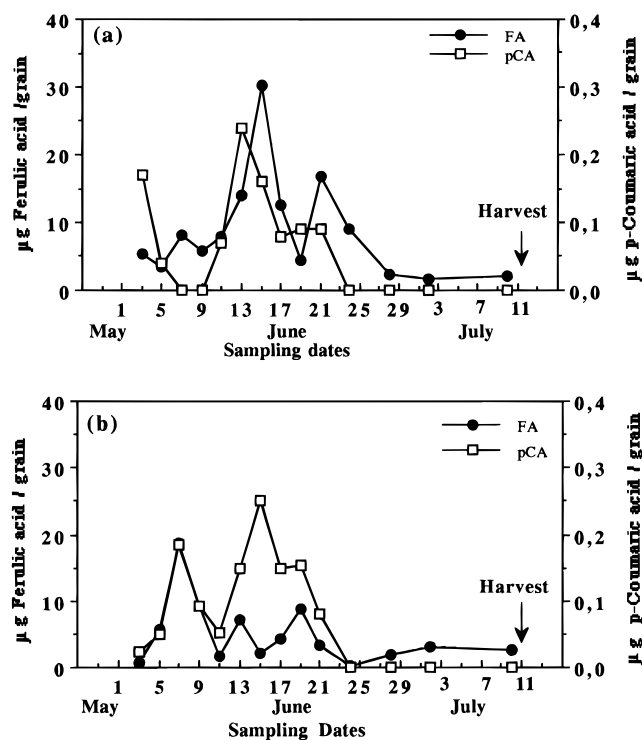 (a)
FA
pCA
40
30
20
10
0
µg Ferulic acid /grain
0,4
0,3
0,2
0,1
0,0
µg p-Coumaric acid / grain
Harvest
1 5 9 13 17 21 25 29 3 7 11
May June July
Sampling dates
(b)
FA
pCA
40
30
20
10
0
µg Ferulic acid / grain
0,4
0,3
0,2
0,1
0,0
µg p-Coumaric acid / grain
Harvest
1 5 9 13 17 21 25 29 3 7 11
May June July
Sampling Dates